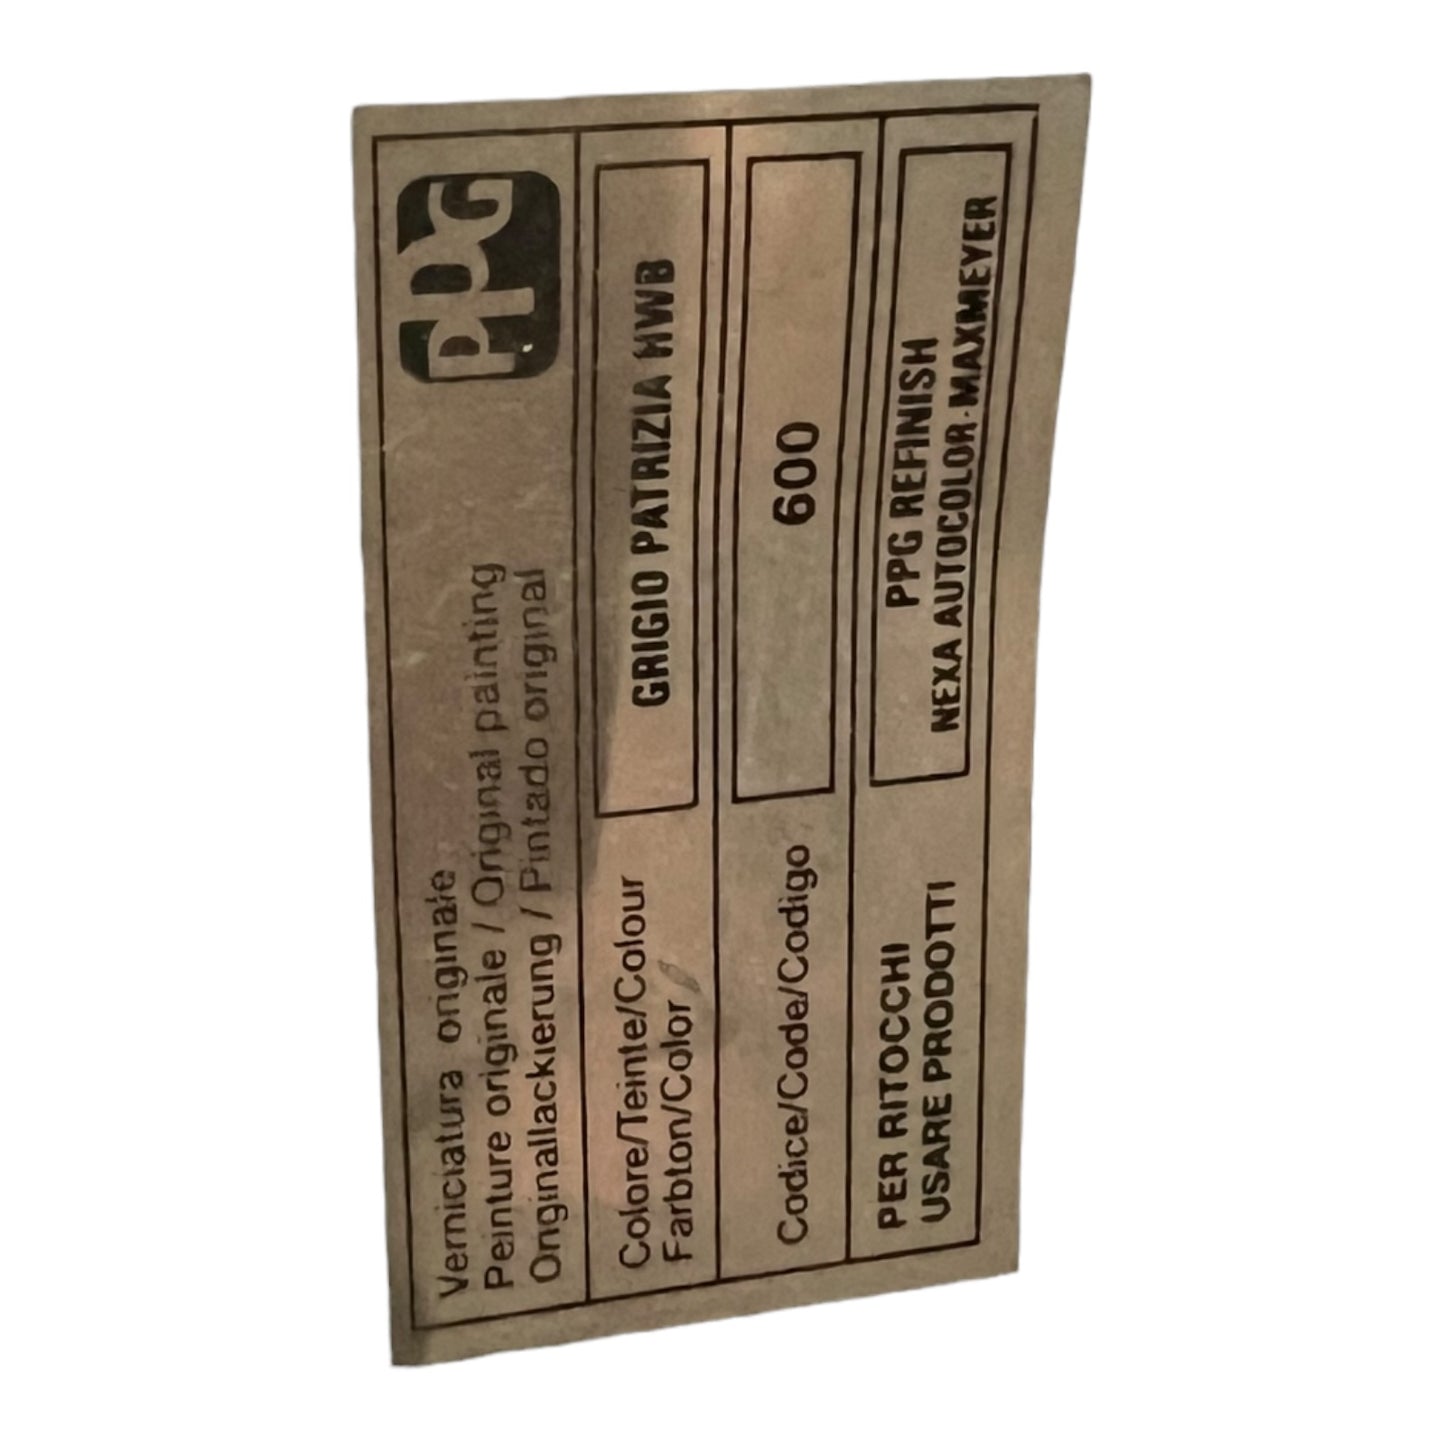 Verniciatura originale
Peinture originale / Original painting
Originallackierung / Pintado original
PPG
Colore/Teinte/Colour
Farbton/Color
GRIGIO PATRIZIA HWB
Codice/Code/Codigo
600
PER RITOCCHI
USARE PRODOTTI
PPG REFINISH
NEXA AUTOCOLOR-MAXMEYER